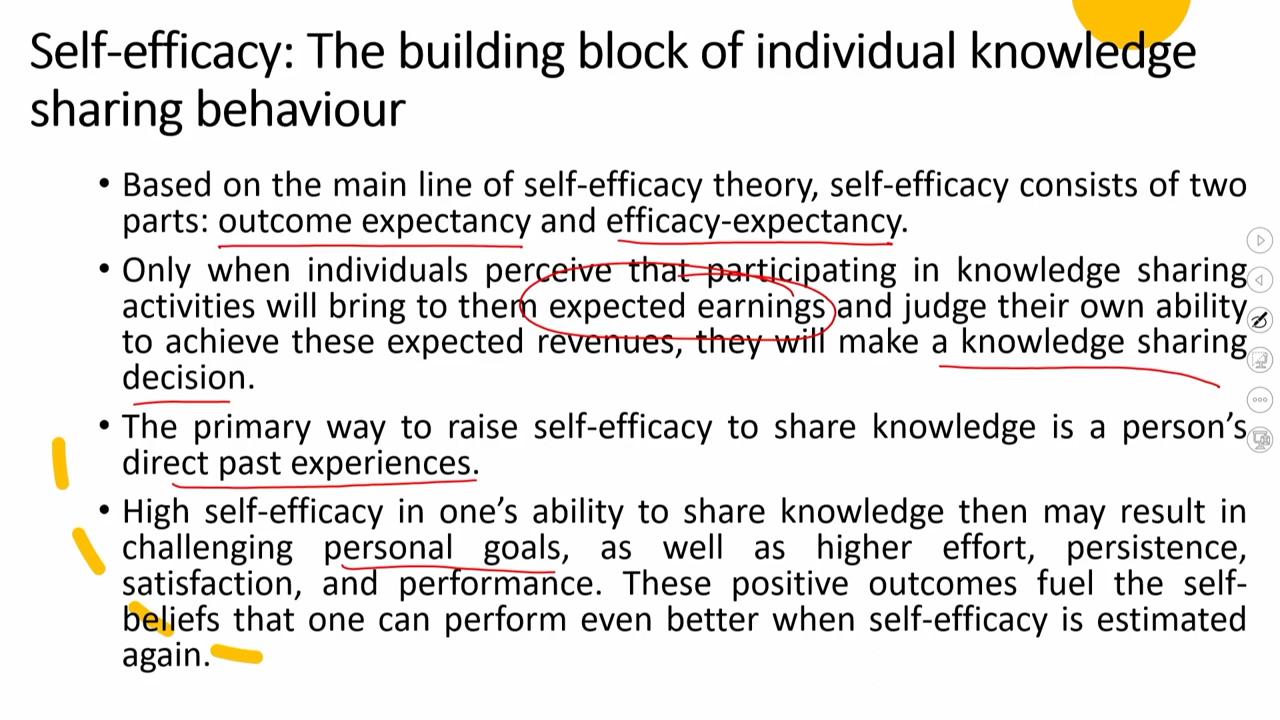 Self-efficacy: The building block of individual knowledge
sharing behaviour
• Based on the main line of self-efficacy theory, self-efficacy consists of two
parts: outcome expectancy and efficacy-expectancy.
• Only when individuals perceive that participating in knowledge sharing
activities will bring to them expected earnings and judge their own ability
to achieve these expected revenues, they will make a knowledge sharing
decision.
• The primary way to raise self-efficacy to share knowledge is a person’s
direct past experiences.
• High self-efficacy in one’s ability to share knowledge then may result in
challenging personal goals, as well as higher effort, persistence,
satisfaction, and performance. These positive outcomes fuel the self-
beliefs that one can perform even better when self-efficacy is estimated
again.